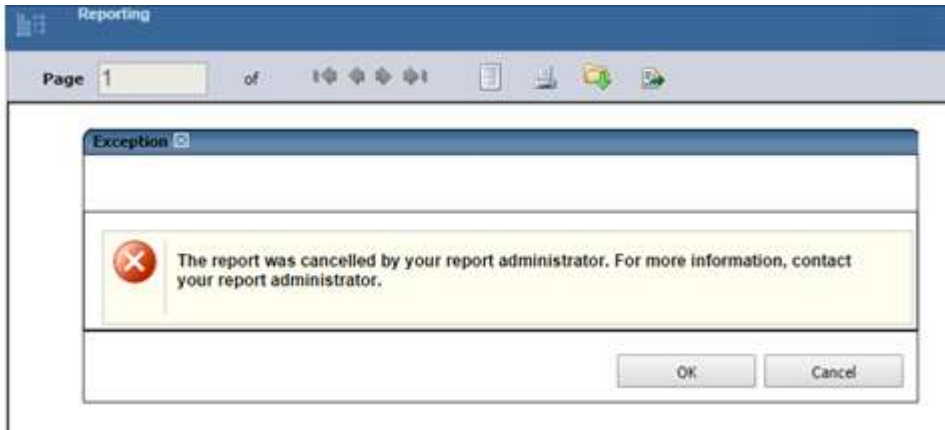 Reporting
Page 1 of
Exception
The report was cancelled by your report administrator. For more information, contact
your report administrator.
OK Cancel